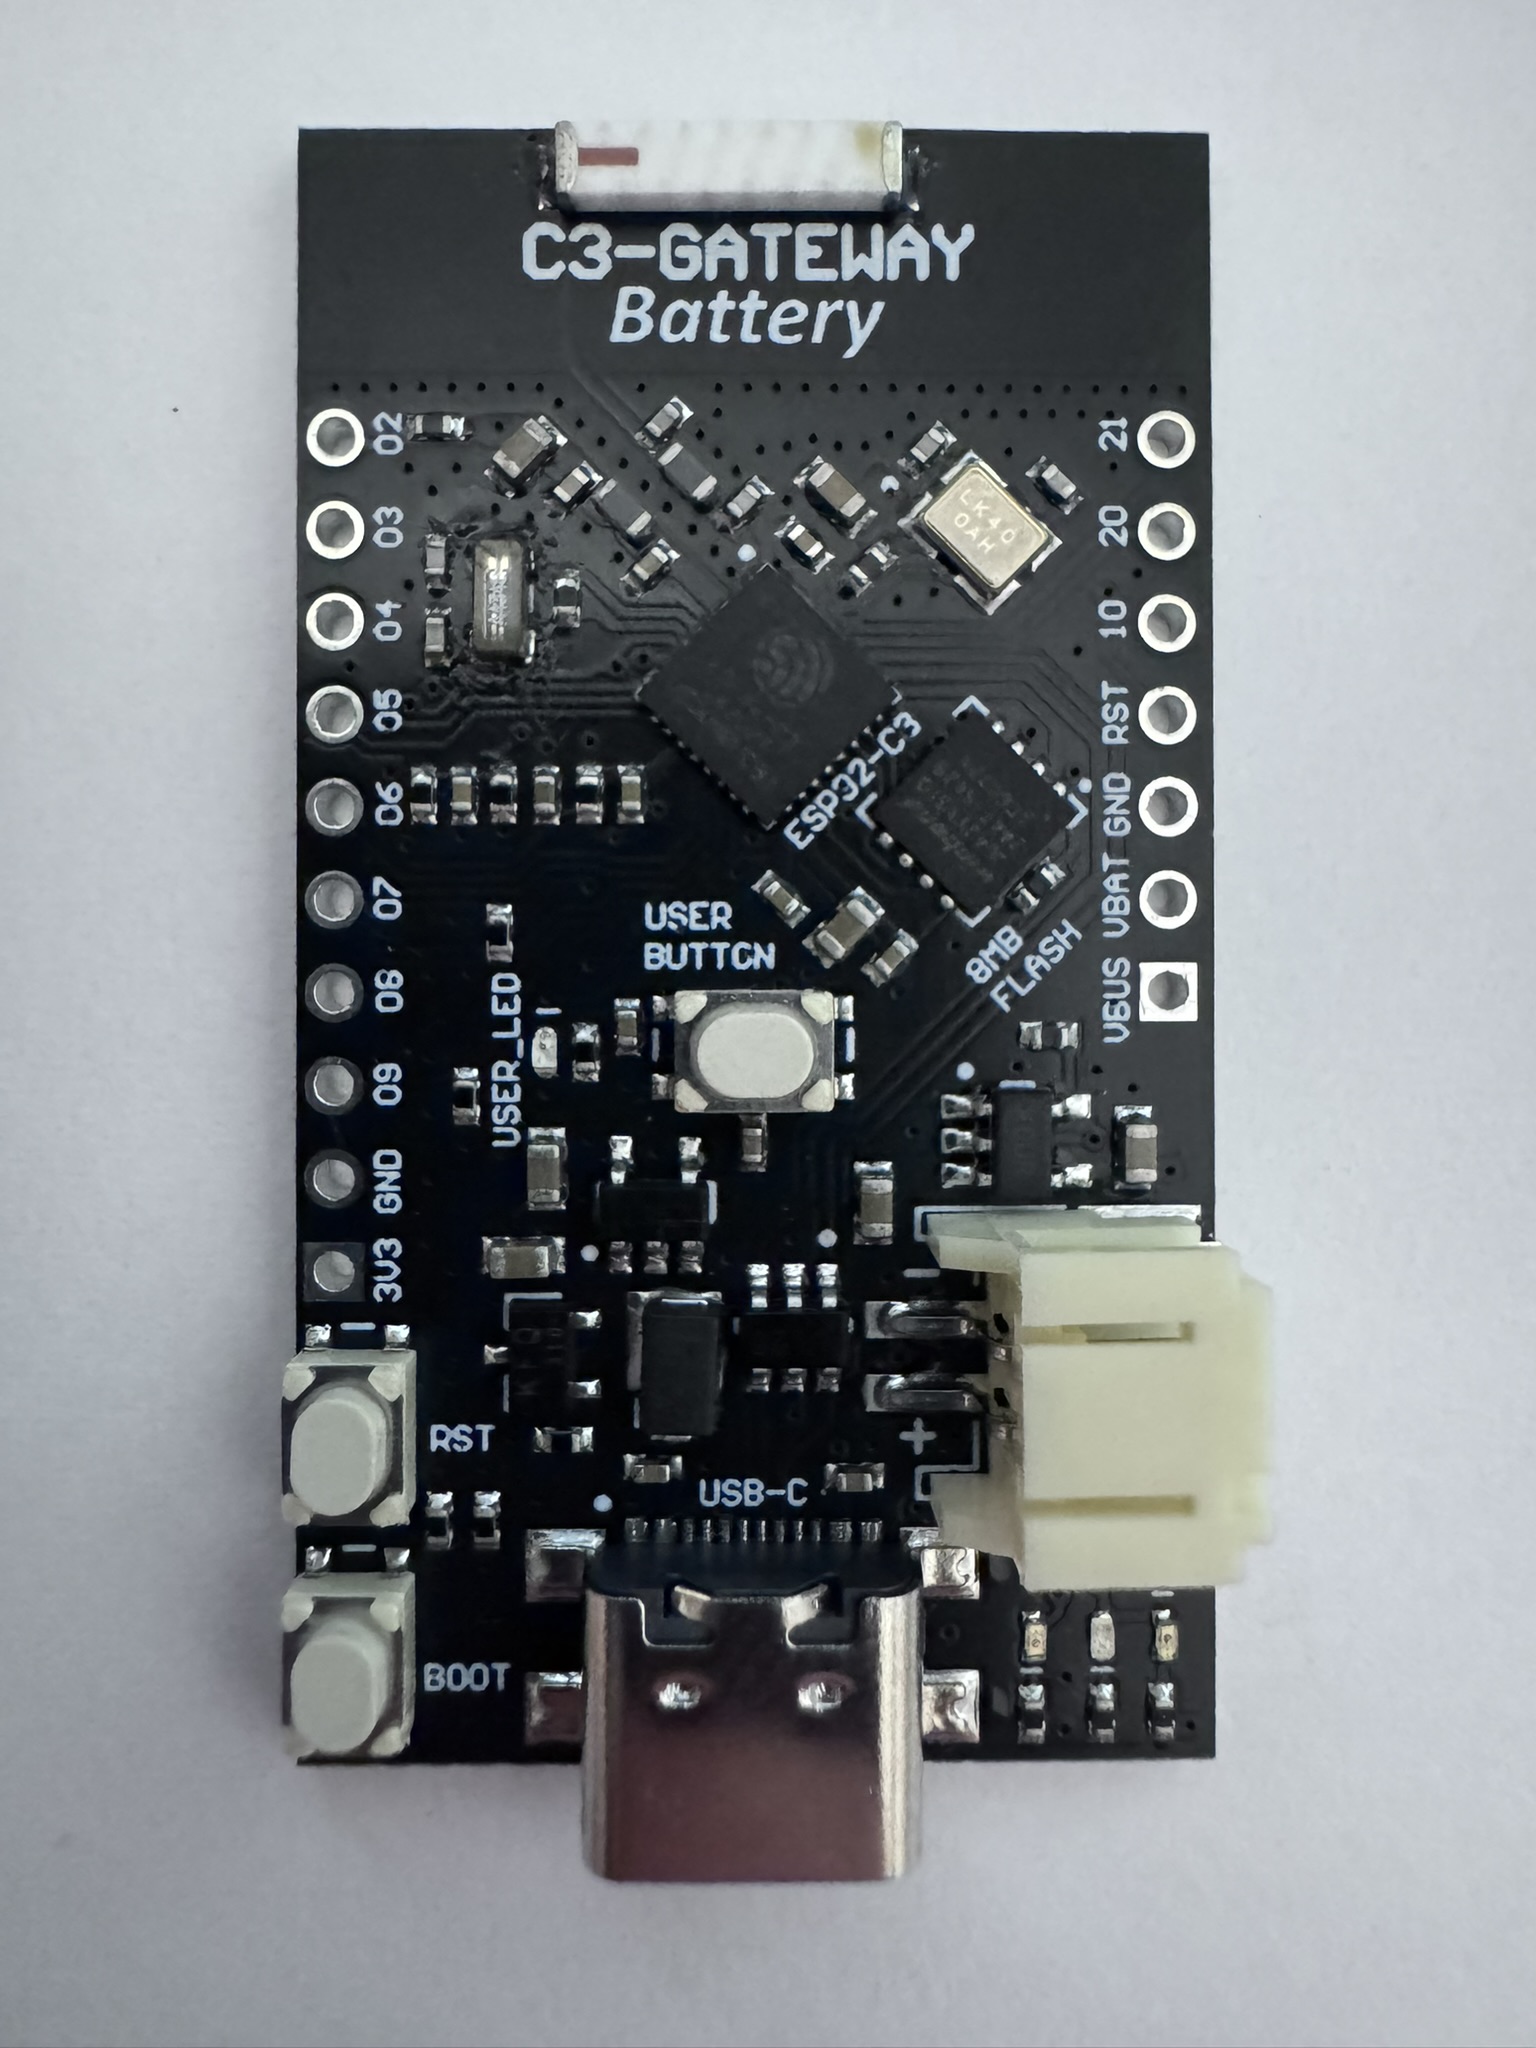 C3-GATEWAY
Battery
02
03
04
05
06
07
08
09
GND
3V3
21
20
10
RST
GND
VBAT
VBUS
LK40
0AH
ESP32-C3
8MB
FLASH
USER
BUTTON
USER_LED
-
+
RST
BOOT
USB-C